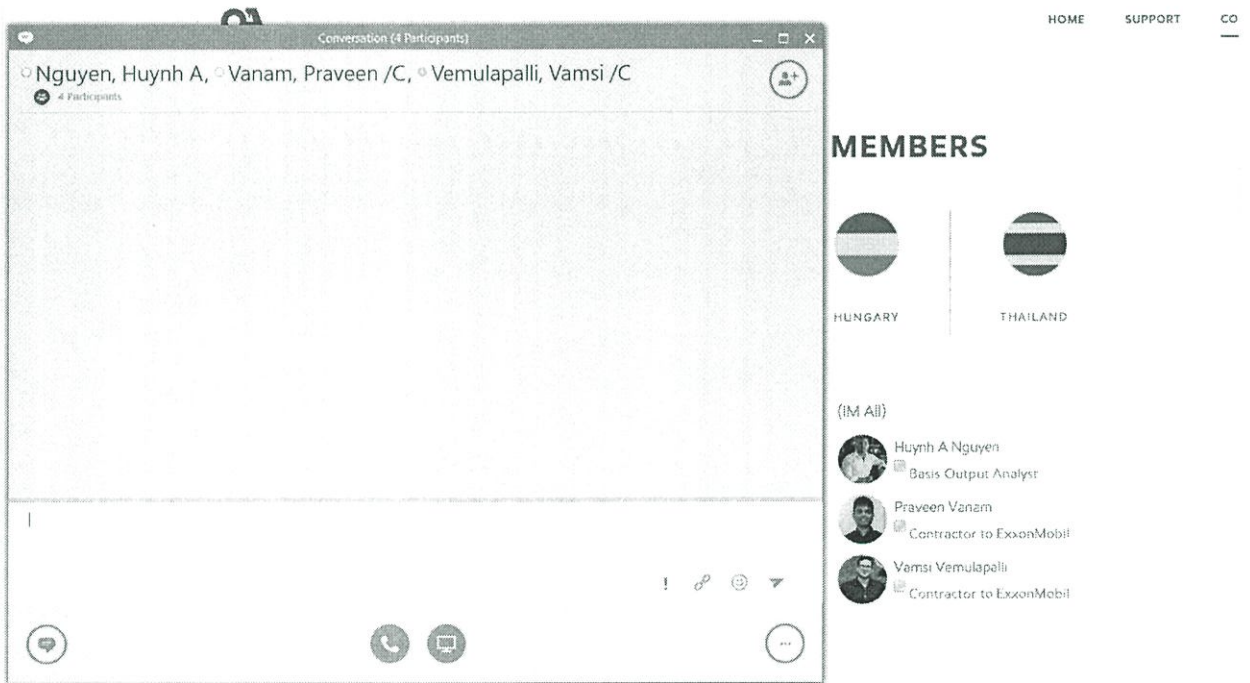 HOME SUPPORT CO
Conversation (4 Participants)
Nguyen, Huynh A, Vanam, Praveen /C, Vemulapalli, Vamsi /C
4 Participants
MEMBERS
HUNGARY THAILAND
(IM All)
Huynh A Nguyen
Basis Output Analyst
Praveen Vanam
Contractor to ExxonMobil
Vamsi Vemulapalli
Contractor to ExxonMobil